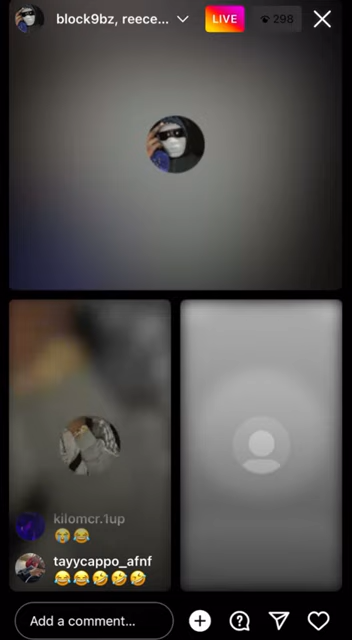 block9bz, reece...
LIVE
298
kilomcr.1up
😭😂
tayycappo_afnf
😂😂🤣🤣🤣
Add a comment...